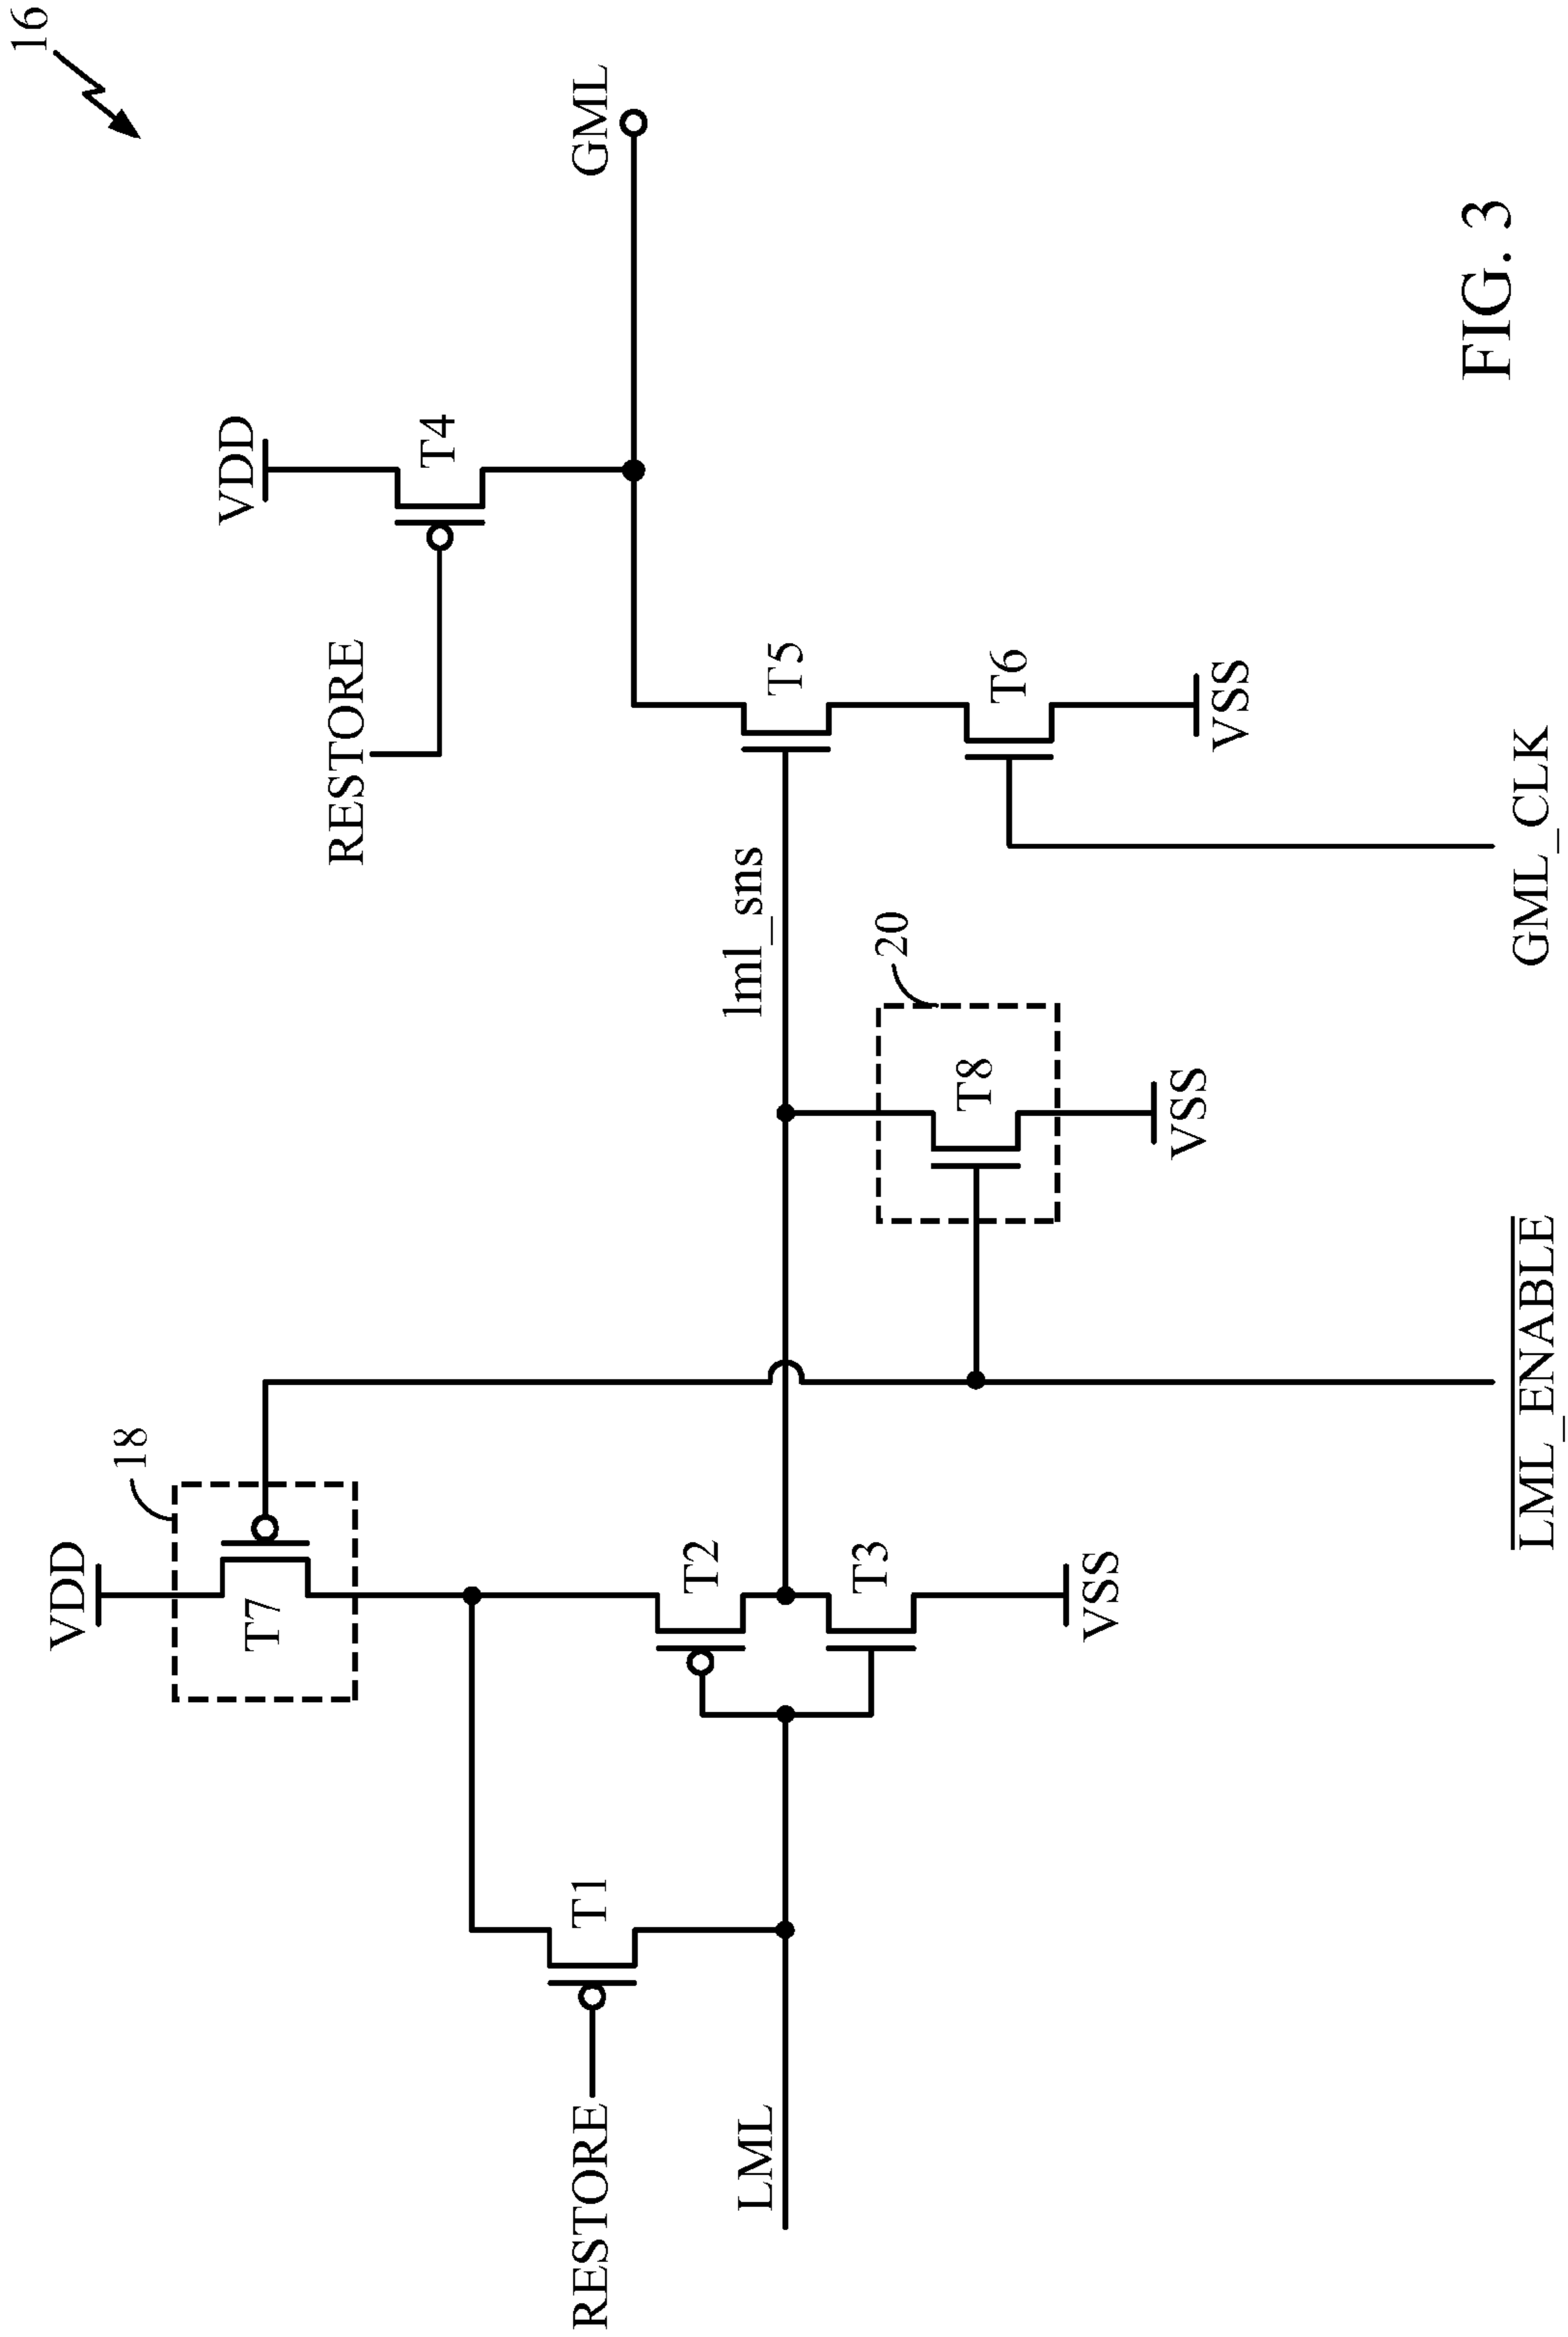 16
VDD
18
T7
VDD
T4
RESTORE
GML
RESTORE
T1
T2
lml_sns
T5
LML
T3
20
T8
T6
VSS
VSS
VSS
LML_ENABLE
GML_CLK
FIG. 3